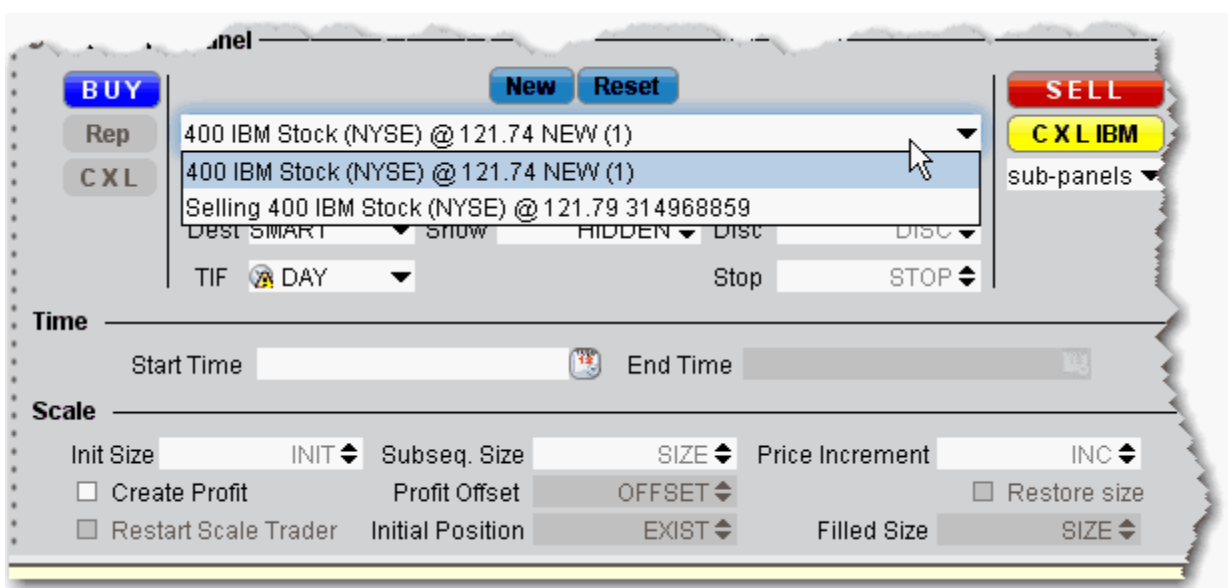 anel
BUY New Reset SELL
Rep 400 IBM Stock (NYSE) @ 121.74 NEW (1) C X L IBM
CXL 400 IBM Stock (NYSE) @ 121.74 NEW (1) sub-panels
Selling 400 IBM Stock (NYSE) @ 121.79 314968859
Dest SMART Show HIDDEN Disc DISC
TIF DAY Stop STOP
Time
Start Time End Time
Scale
Init Size INIT Subseq. Size SIZE Price Increment INC
Create Profit Profit Offset OFFSET Restore size
Restart Scale Trader Initial Position EXIST Filled Size SIZE